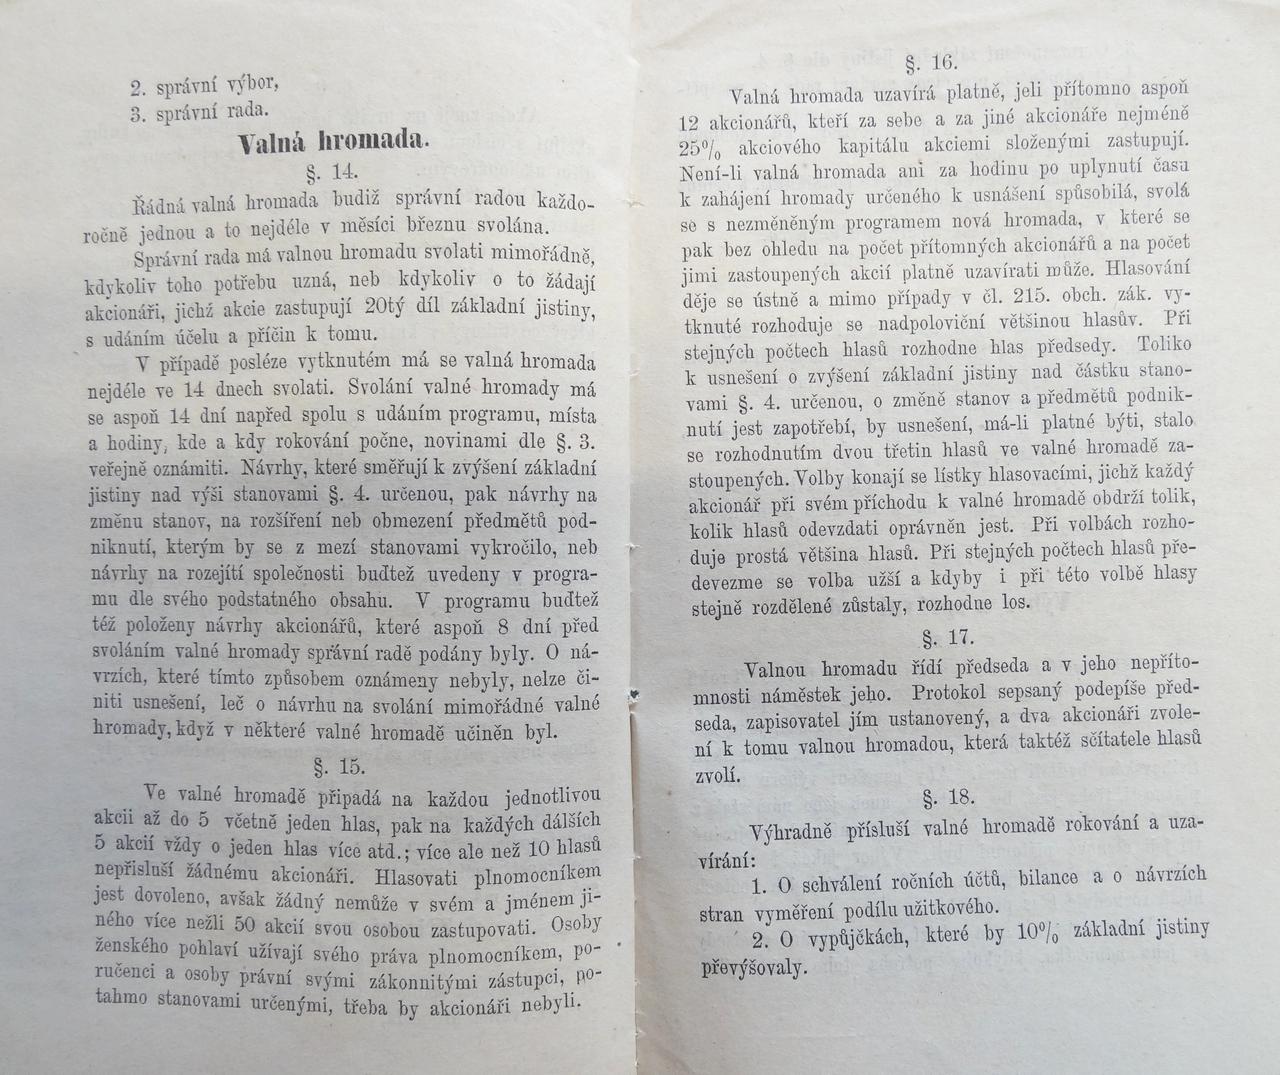 2. správní výbor,
3. správní rada.
Valná hromada.
§. 14.
Řádná valná hromada budiž správní radou každo-
ročně jednou a to nejdéle v měsíci březnu svolána.
Správní rada má valnou hromadu svolati mimořádně,
kdykoliv toho potřebu uzná, neb kdykoliv o to žádají
akcionáři, jichž akcie zastupují 20tý díl základní jistiny,
s udáním účelu a příčin k tomu.
V případě posléze vytknutém má se valná hromada
nejdéle ve 14 dnech svolati. Svolání valné hromady má
se aspoň 14 dní napřed spolu s udáním programu, místa
a hodiny, kde a kdy rokování počne, novinami dle §. 3.
veřejně oznámiti. Návrhy, které směřují k zvýšení základní
jistiny nad výši stanovami §. 4. určenou, pak návrhy na
změnu stanov, na rozšíření neb obmezení předmětů pod-
niknutí, kterým by se z mezí stanovami vykročilo, neb
návrhy na rozejití společnosti buďtež uvedeny v progra-
mu dle svého podstatného obsahu. V programu buďtež
též položeny návrhy akcionářů, které aspoň 8 dní před
svoláním valné hromady správní radě podány byly. O ná-
vrzích, které tímto způsobem oznámeny nebyly, nelze či-
niti usnešení, leč o návrhu na svolání mimořádné valné
hromady, když v některé valné hromadě učiněn byl.
§. 15.
Ve valné hromadě připadá na každou jednotlivou
akcii až do 5 včetně jeden hlas, pak na každých dálších
5 akcií vždy o jeden hlas více atd.; více ale než 10 hlasů
nepřisluší žádnému akcionáři. Hlasovati plnomocníkem
jest dovoleno, avšak žádný nemůže v svém a jménem ji-
ného více nežli 50 akcií svou osobou zastupovati. Osoby
ženského pohlaví užívají svého práva plnomocníkem, po-
ručenci a osoby právní svými zákonnitými zástupci, po-
tahmo stanovami určenými, třeba by akcionáři nebyli.
§. 16.
Valná hromada uzavírá platně, jeli přítomno aspoň
12 akcionářů, kteří za sebe a za jiné akcionáře nejméně
25% akciového kapitálu akciemi složenými zastupují.
Není-li valná hromada ani za hodinu po uplynutí času
k zahájení hromady určeného k usnášení spůsobilá, svolá
se s nezměněným programem nová hromada, v které se
pak bez ohledu na počet přítomných akcionářů a na počet
jimi zastoupených akcií platně uzavírati může. Hlasování
děje se ústně a mimo případy v čl. 215. obch. zák. vy-
tknuté rozhoduje se nadpoloviční většinou hlasův. Při
stejných počtech hlasů rozhodne hlas předsedy. Toliko
k usnešení o zvýšení základní jistiny nad částku stano-
vami §. 4. určenou, o změně stanov a předmětů podnik-
nutí jest zapotřebí, by usnešení, má-li platné býti, stalo
se rozhodnutím dvou třetin hlasů ve valné hromadě za-
stoupených. Volby konají se lístky hlasovacími, jichž každý
akcionář při svém příchodu k valné hromadě obdrží tolik,
kolik hlasů odevzdati oprávněn jest. Při volbách rozho-
duje prostá většina hlasů. Při stejných počtech hlasů pře-
devezme se volba užší a kdyby i při této volbě hlasy
stejně rozdělené zůstaly, rozhodne los.
§. 17.
Valnou hromadu řídí předseda a v jeho nepříto-
mnosti náměstek jeho. Protokol sepsaný podepíše před-
seda, zapisovatel jím ustanovený, a dva akcionáři zvole-
ní k tomu valnou hromadou, která taktéž sčítatele hlasů
zvolí.
§. 18.
Výhradně přísluší valné hromadě rokování a uza-
vírání:
1. O schválení ročních účtů, bilance a o návrzích
stran vyměření podílu užitkového.
2. O vypůjčkách, které by 10% základní jistiny
převýšovaly.